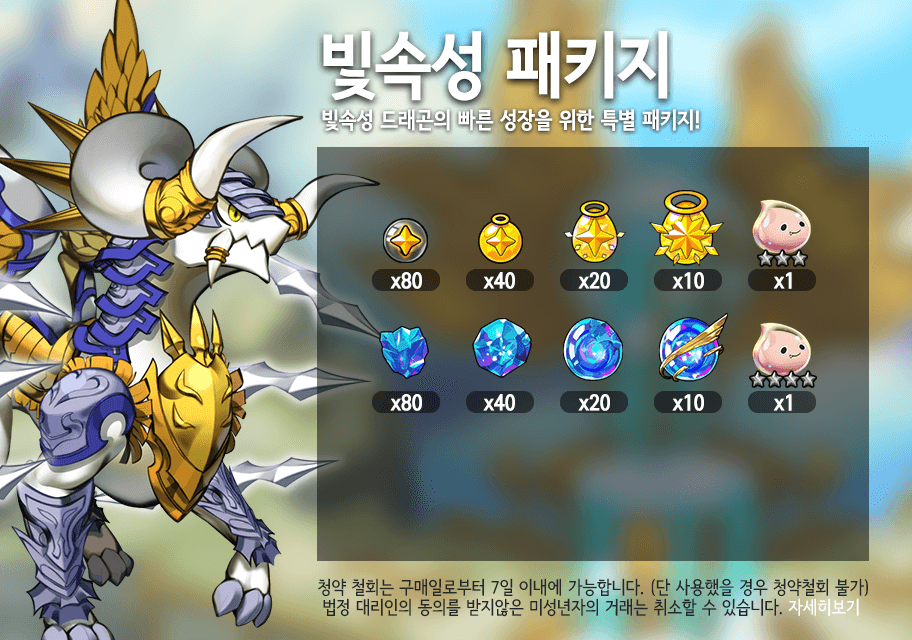 빛속성 패키지
빛속성 드래곤의 빠른 성장을 위한 특별 패키지!
x80 x40 x20 x10 x1
x80 x40 x20 x10 x1
청약 철회는 구매일로부터 7일 이내에 가능합니다. (단 사용했을 경우 청약철회 불가)
법정 대리인의 동의를 받지않은 미성년자의 거래는 취소할 수 있습니다. 자세히보기